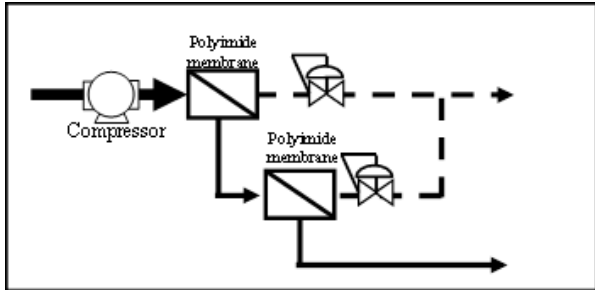 Polyimide
membrane
Compressor
Polyimide
membrane